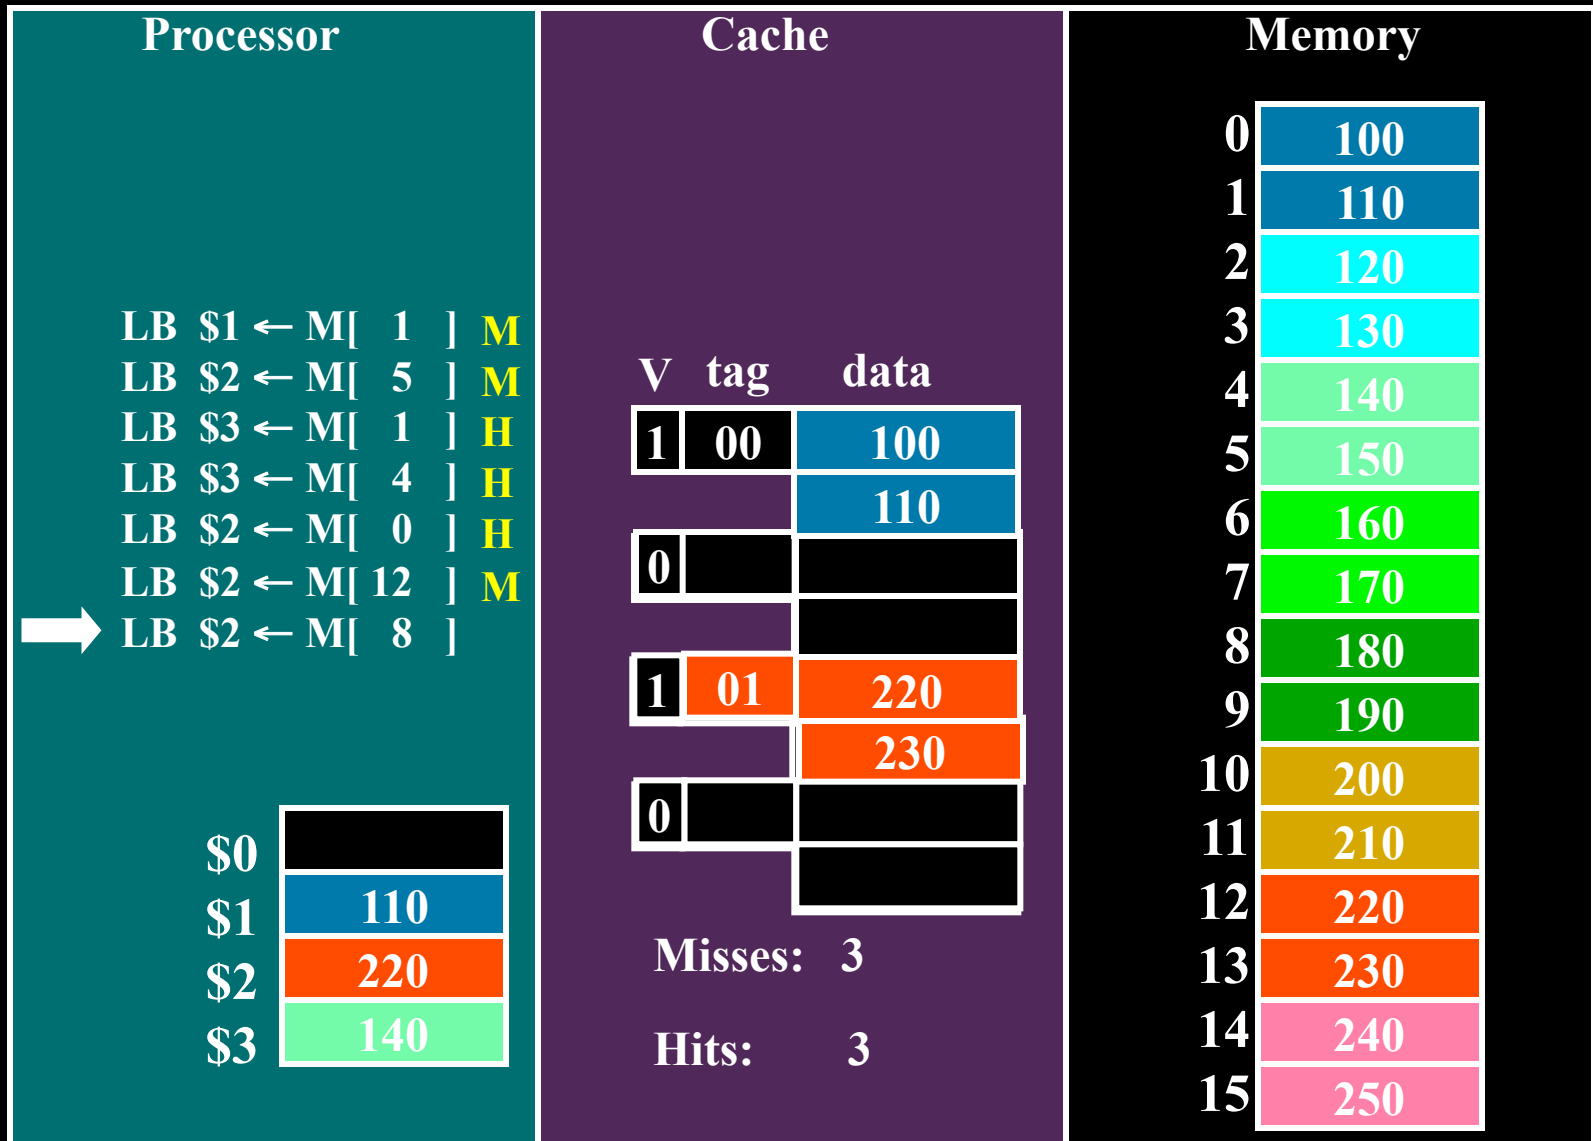 Processor
LB $1 ← M[ 1 ] M
LB $2 ← M[ 5 ] M
LB $3 ← M[ 1 ] H
LB $3 ← M[ 4 ] H
LB $2 ← M[ 0 ] H
LB $2 ← M[ 12 ] M
LB $2 ← M[ 8 ]
$0
$1 110
$2 220
$3 140
Cache
V tag data
1 00 100
110
0
1 01 220
230
0
Misses: 3
Hits: 3
Memory
0 100
1 110
2 120
3 130
4 140
5 150
6 160
7 170
8 180
9 190
10 200
11 210
12 220
13 230
14 240
15 250